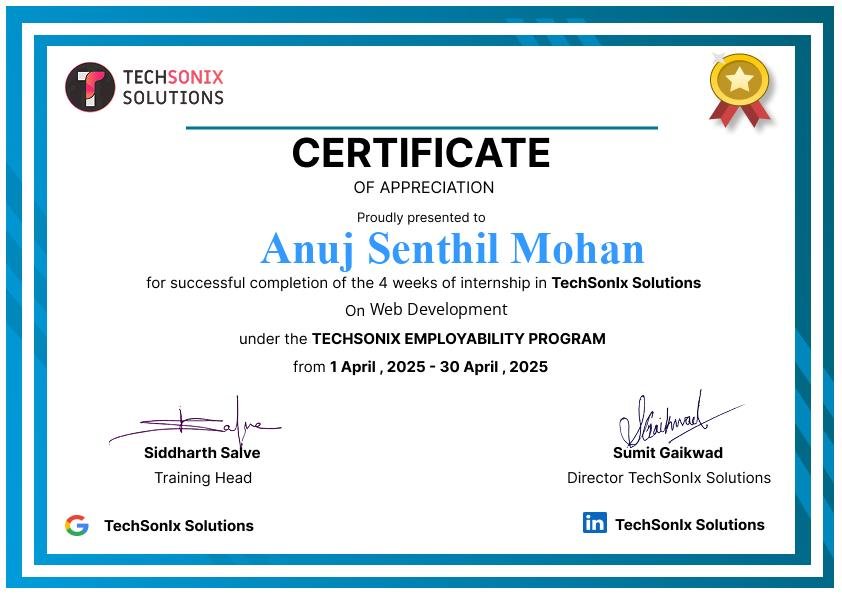 TECHSONIX
SOLUTIONS
CERTIFICATE
OF APPRECIATION
Proudly presented to
Anuj Senthil Mohan
for successful completion of the 4 weeks of internship in TechSonIx Solutions
On Web Development
under the TECHSONIX EMPLOYABILITY PROGRAM
from 1 April , 2025 - 30 April , 2025
Siddharth Salve
Training Head
SGaikwad
Sumit Gaikwad
Director TechSonIx Solutions
TechSonIx Solutions
in TechSonIx Solutions